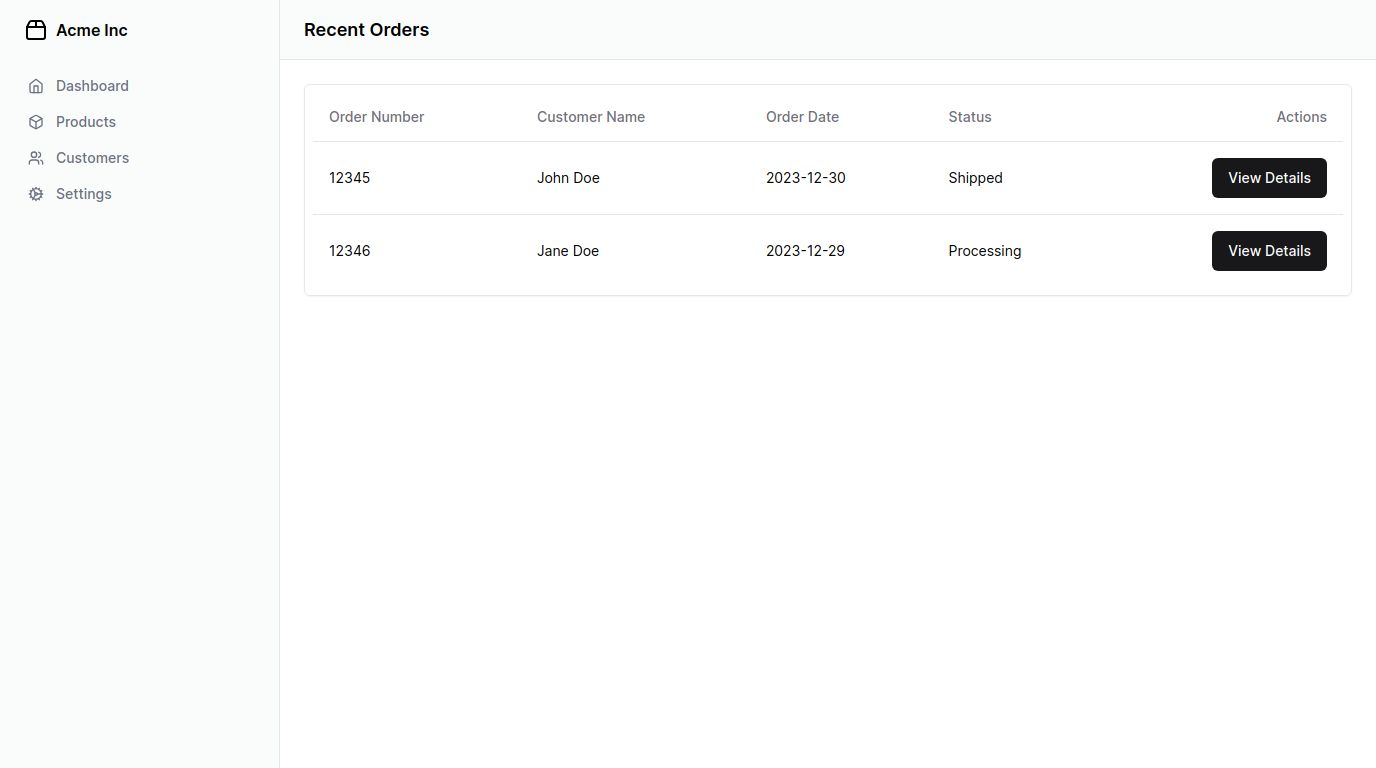 Acme Inc
Dashboard
Products
Customers
Settings
Recent Orders
Order Number Customer Name Order Date Status Actions
12345 John Doe 2023-12-30 Shipped View Details
12346 Jane Doe 2023-12-29 Processing View Details